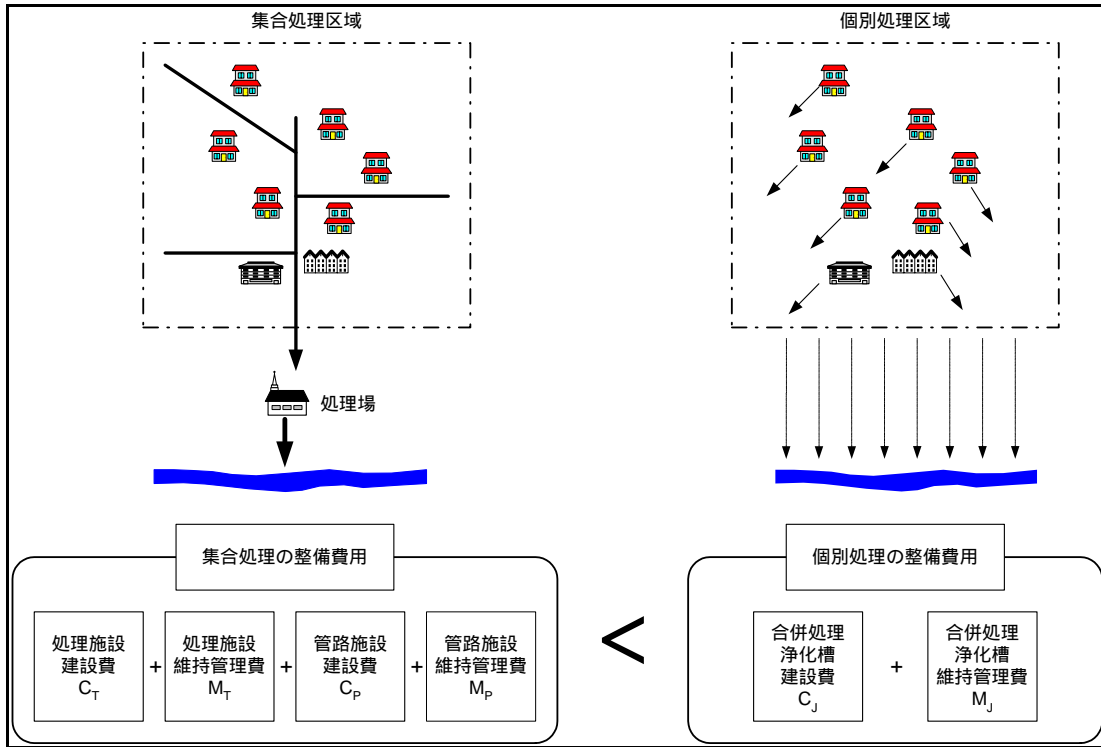 集合処理区域
個別処理区域
処理場
集合処理の整備費用
処理施設
建設費
C_T
+
処理施設
維持管理費
M_T
+
管路施設
建設費
C_P
+
管路施設
維持管理費
M_P
<
個別処理の整備費用
合併処理
浄化槽
建設費
C_J
+
合併処理
浄化槽
維持管理費
M_J